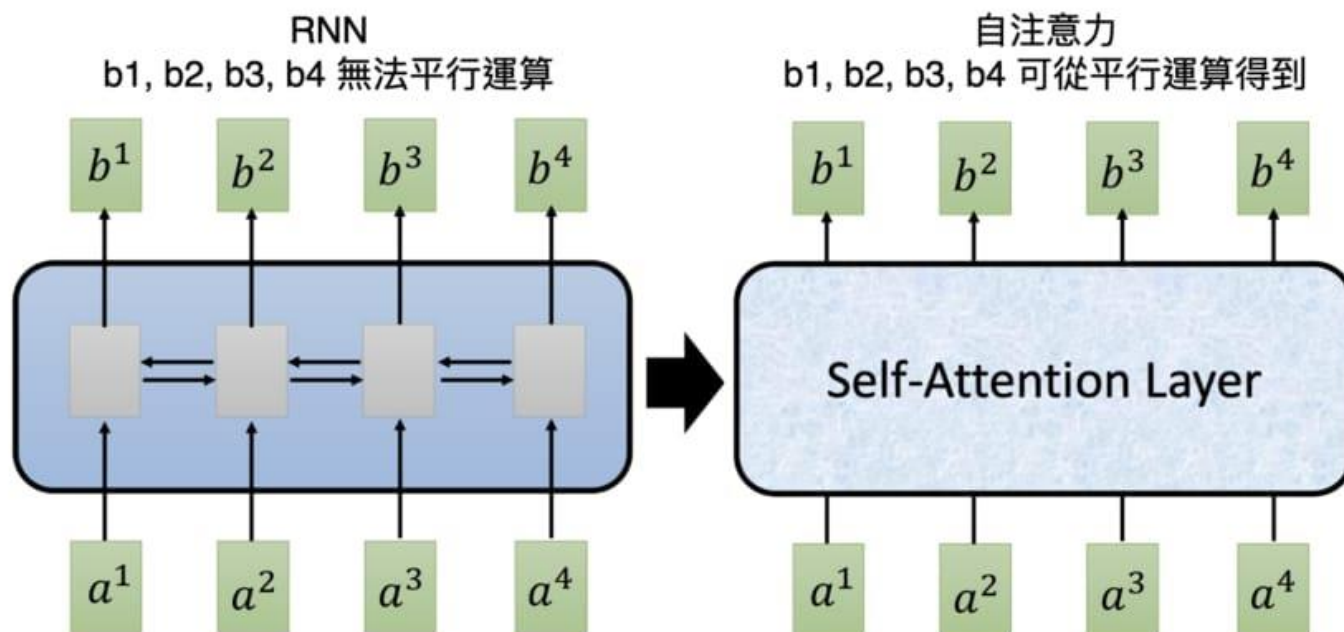 RNN
b1, b2, b3, b4 無法平行運算
b¹ b² b³ b⁴
a¹ a² a³ a⁴
自注意力
b1, b2, b3, b4 可從平行運算得到
b¹ b² b³ b⁴
Self-Attention Layer
a¹ a² a³ a⁴